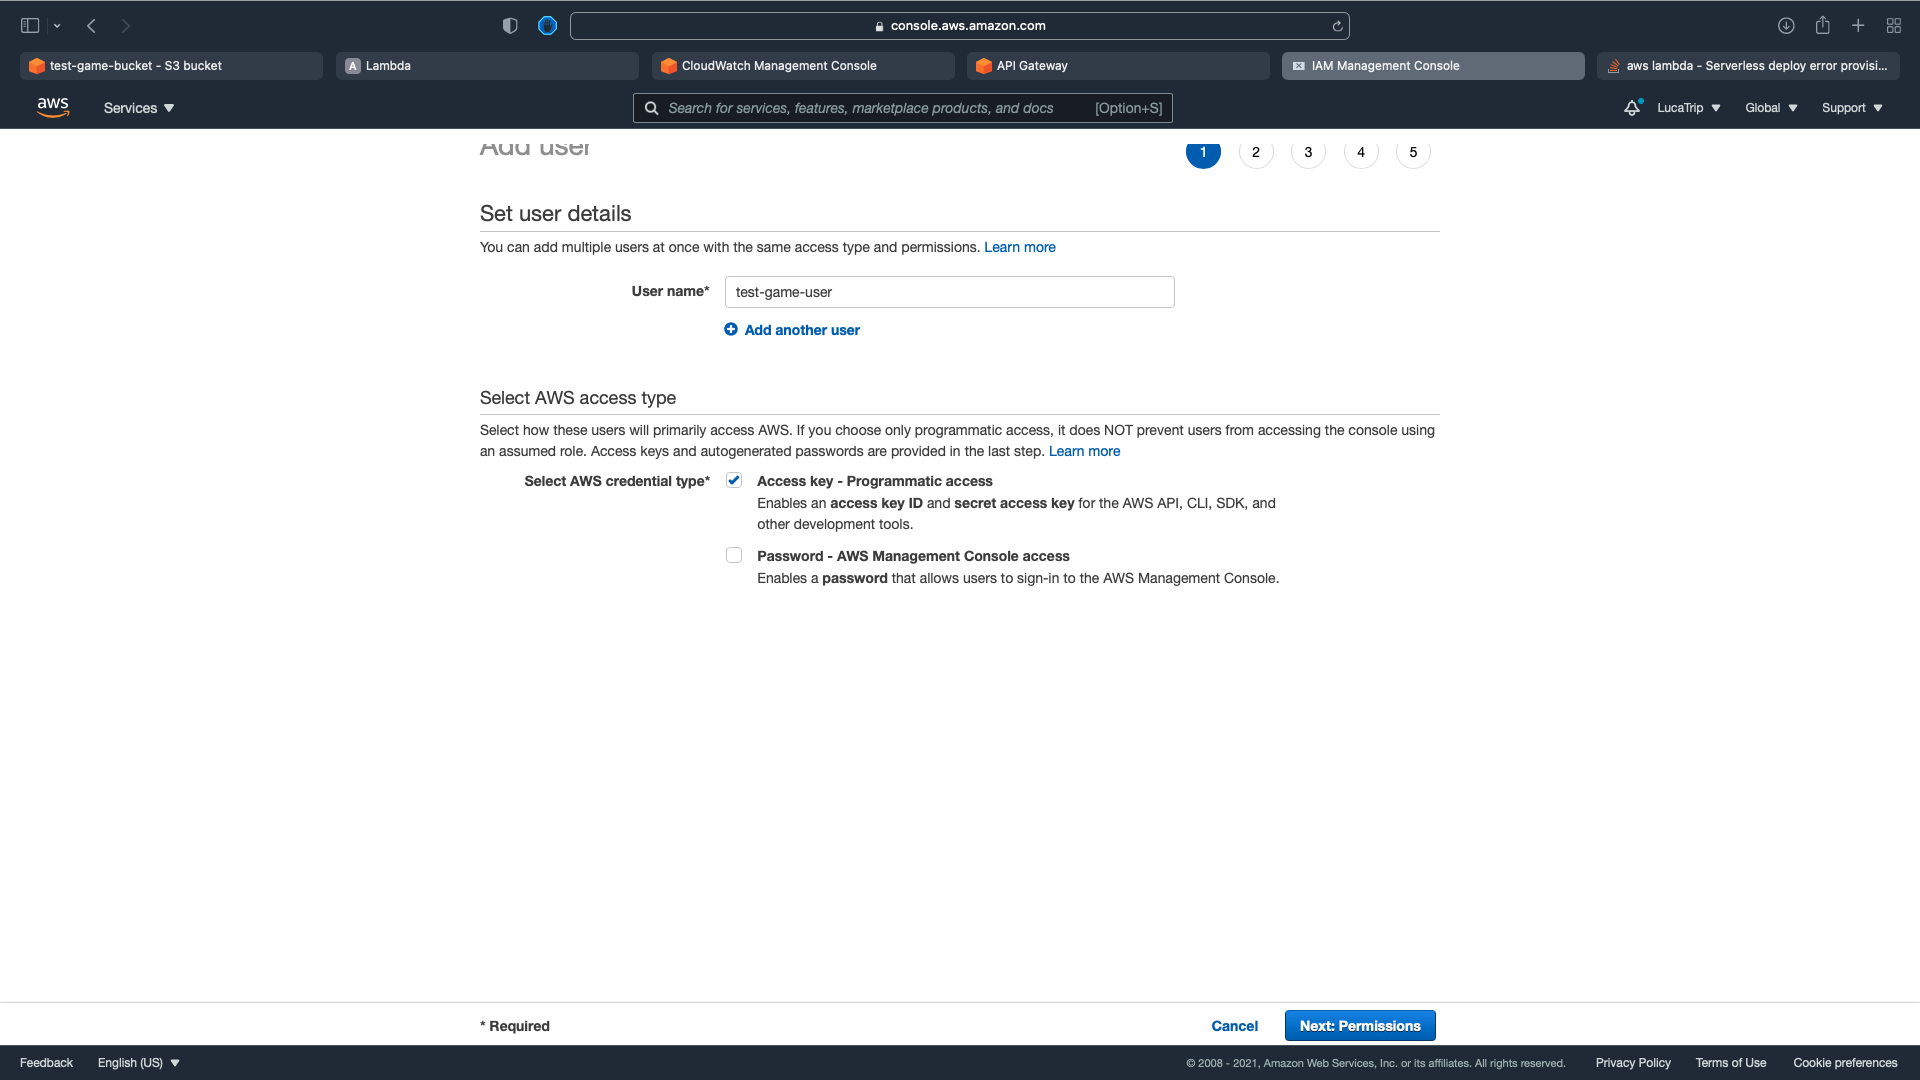 console.aws.amazon.com
test-game-bucket - S3 bucket
A Lambda
CloudWatch Management Console
API Gateway
IAM Management Console
aws lambda - Serverless deploy error provisi...
aws Services
Search for services, features, marketplace products, and docs [Option+S]
LucaTrip Global Support
Add user
1 2 3 4 5
Set user details
You can add multiple users at once with the same access type and permissions. Learn more
User name* test-game-user
Add another user
Select AWS access type
Select how these users will primarily access AWS. If you choose only programmatic access, it does NOT prevent users from accessing the console using
an assumed role. Access keys and autogenerated passwords are provided in the last step. Learn more
Select AWS credential type* Access key - Programmatic access
Enables an access key ID and secret access key for the AWS API, CLI, SDK, and
other development tools.
Password - AWS Management Console access
Enables a password that allows users to sign-in to the AWS Management Console.
* Required Cancel Next: Permissions
Feedback English (US) © 2008 - 2021, Amazon Web Services, Inc. or its affiliates. All rights reserved. Privacy Policy Terms of Use Cookie preferences